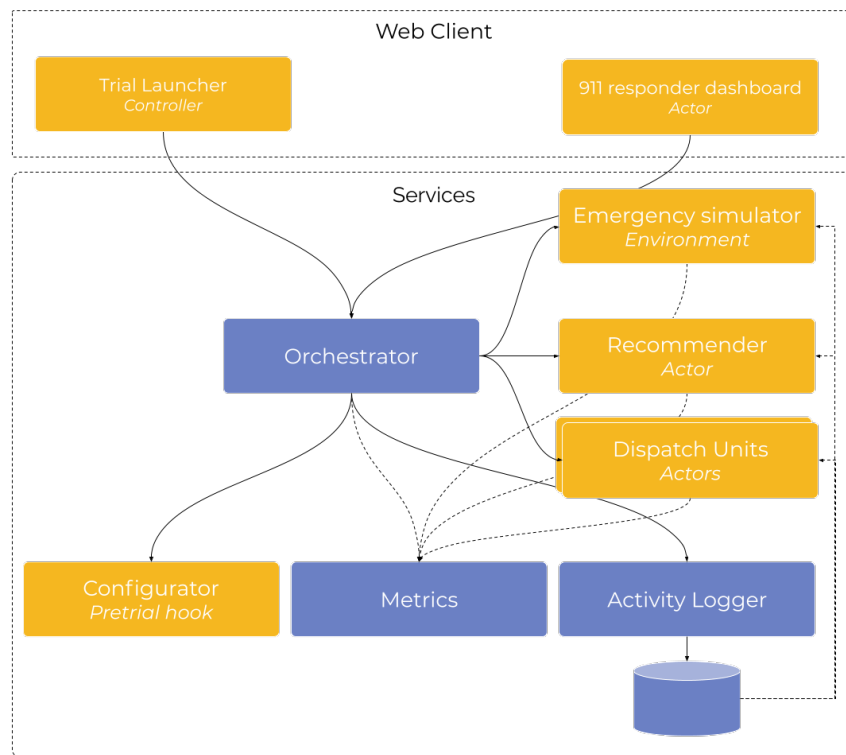 Web Client
Trial Launcher
Controller
911 responder dashboard
Actor
Services
Emergency simulator
Environment
Orchestrator
Recommender
Actor
Dispatch Units
Actors
Configurator
Pretrial hook
Metrics
Activity Logger